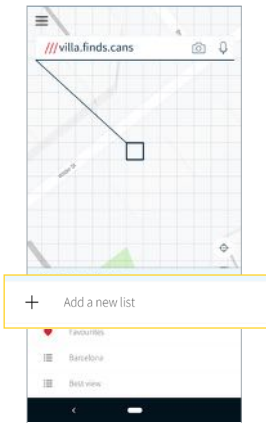 ///villa.finds.cans
Add a new list
Favourites
Barcelona
Best view